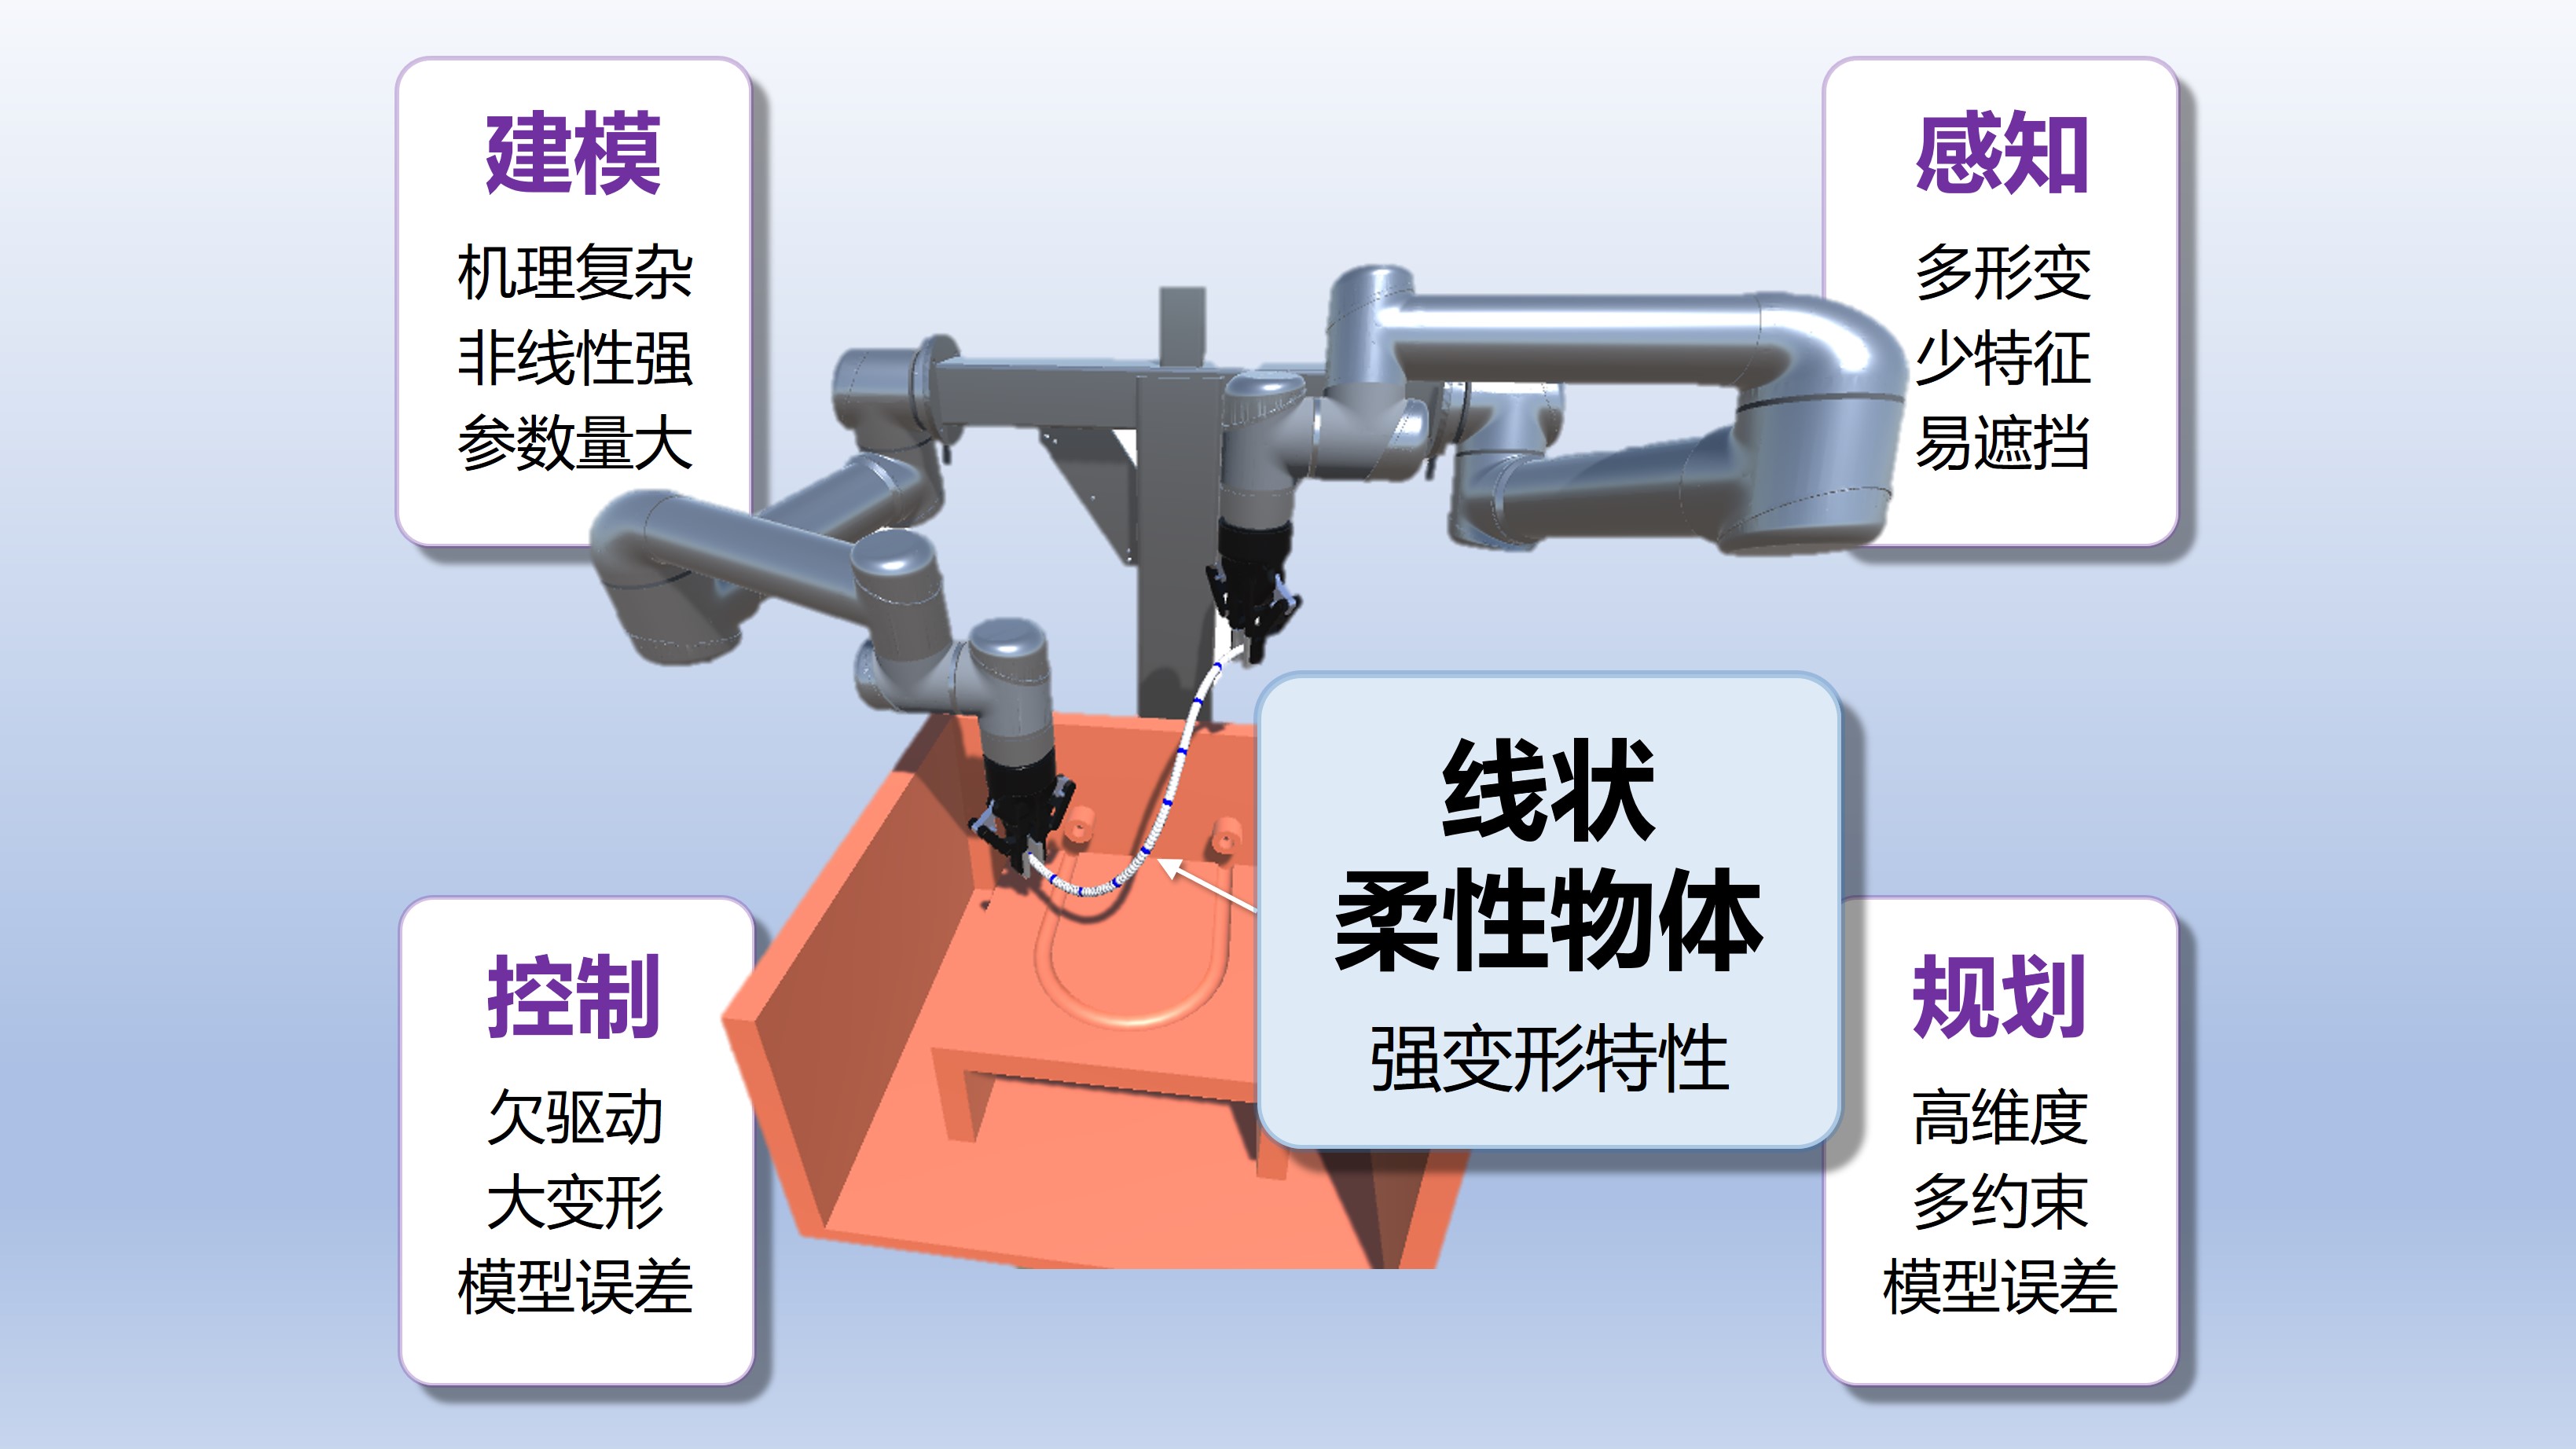 建模
机理复杂
非线性强
参数量大
感知
多形变
少特征
易遮挡
线状
柔性物体
强变形特性
控制
欠驱动
大变形
模型误差
规划
高维度
多约束
模型误差